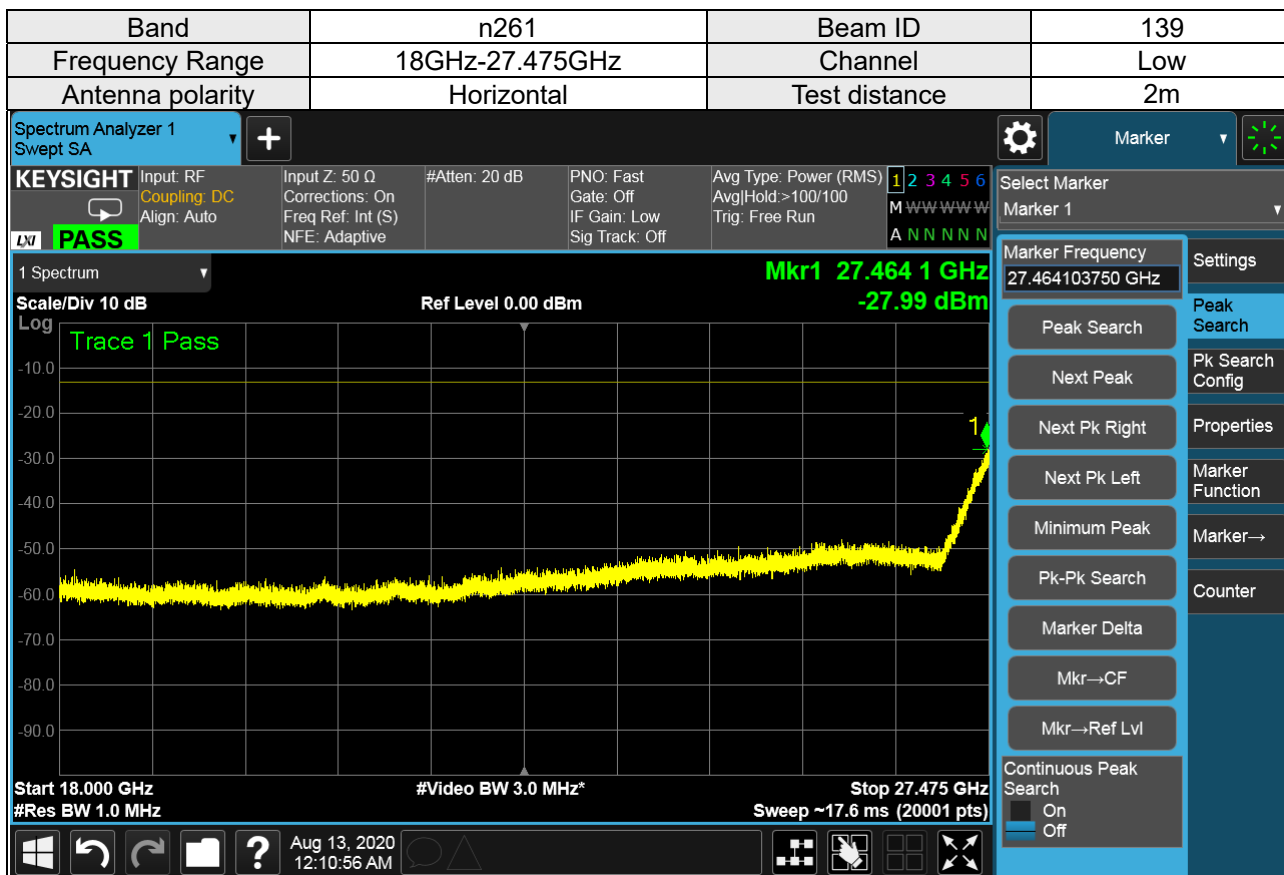 Band n261 Beam ID 139
Frequency Range 18GHz-27.475GHz Channel Low
Antenna polarity Horizontal Test distance 2m
Spectrum Analyzer 1
Swept SA
Marker
KEYSIGHT
Input: RF
Coupling: DC
Align: Auto
LXI PASS
Input Z: 50 Ω
Corrections: On
Freq Ref: Int (S)
NFE: Adaptive
#Atten: 20 dB
PNO: Fast
Gate: Off
IF Gain: Low
Sig Track: Off
Avg Type: Power (RMS)
Avg|Hold:>100/100
Trig: Free Run
1 2 3 4 5 6
M W W W W W
A N N N N N
Select Marker
Marker 1
1 Spectrum
Mkr1 27.464 1 GHz
-27.99 dBm
Scale/Div 10 dB
Ref Level 0.00 dBm
Log
Trace 1 Pass
-10.0
-20.0
1
-30.0
-40.0
-50.0
-60.0
-70.0
-80.0
-90.0
Start 18.000 GHz
#Video BW 3.0 MHz*
Stop 27.475 GHz
#Res BW 1.0 MHz
Sweep ~17.6 ms (20001 pts)
Marker Frequency
27.464103750 GHz
Peak Search
Next Peak
Next Pk Right
Next Pk Left
Minimum Peak
Pk-Pk Search
Marker Delta
Mkr→CF
Mkr→Ref Lvl
Continuous Peak
Search
On
Off
Settings
Peak
Search
Pk Search
Config
Properties
Marker
Function
Marker→
Counter
?
Aug 13, 2020
12:10:56 AM